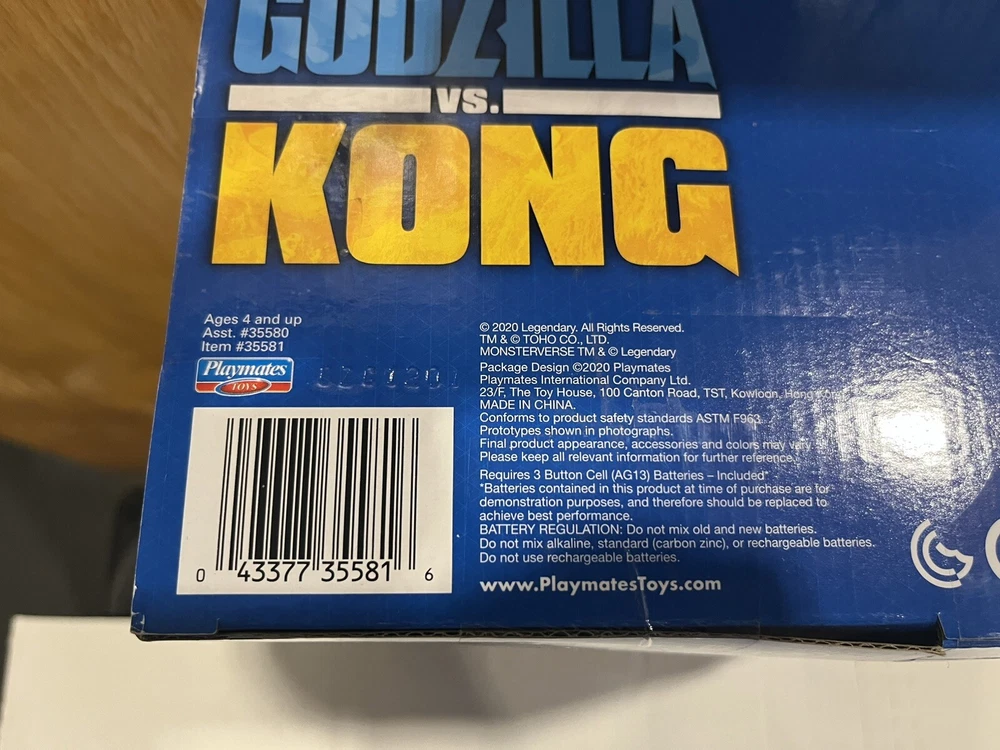 GODZILLA
VS.
KONG
Ages 4 and up
Asst. #35580
Item #35581
Playmates
TOYS
0 43377 35581 6
© 2020 Legendary. All Rights Reserved.
TM & © TOHO CO., LTD.
MONSTERVERSE TM & © Legendary
Package Design ©2020 Playmates
Playmates International Company Ltd.
23/F, The Toy House, 100 Canton Road, TST, Kowloon, Hong Kong
MADE IN CHINA.
Conforms to product safety standards ASTM F963.
Prototypes shown in photographs.
Final product appearance, accessories and colors may vary.
Please keep all relevant information for further reference.
Requires 3 Button Cell (AG13) Batteries – Included*
*Batteries contained in this product at time of purchase are for
demonstration purposes, and therefore should be replaced to
achieve best performance.
BATTERY REGULATION: Do not mix old and new batteries.
Do not mix alkaline, standard (carbon zinc), or rechargeable batteries.
Do not use rechargeable batteries.
www.PlaymatesToys.com